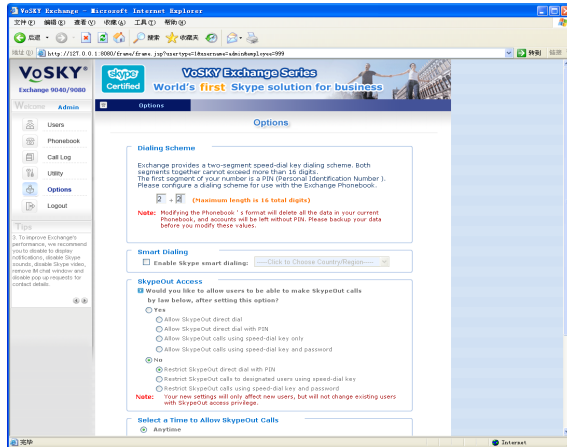 VoSKY Exchange - Microsoft Internet Explorer
文件(F) 编辑(E) 查看(V) 收藏(A) 工具(T) 帮助(H)
后退 搜索 收藏夹
地址(D) http://127.0.0.1:8080/frame/frame.jsp?usertype=1&username=admin&employee=999 转到 链接
VoSKY®
Exchange 9040/9080
skype Certified
VoSKY Exchange Series
World's first Skype solution for business
Welcome Admin
Options
Users
Phonebook
Call Log
Utility
Options
Logout
Tips
3. To improve Exchange's
performance, we recommend
you to disable to display
notifications, disable Skype
sounds, disable Skype video,
remove IM chat window and
disable pop up requests for
contact details.
Options
Dialing Scheme
Exchange provides a two-segment speed-dial key dialing scheme. Both
segments together cannot exceed more than 16 digits.
The first segment of your number is a PIN (Personal Identification Number ).
Please configure a dialing scheme for use with the Exchange Phonebook.
2 + 2 (Maximum length is 16 total digits)
Note: Modifying the Phonebook ' s format will delete all the data in your current
Phonebook, and accounts will be left without PIN. Please backup your data
before you modify these values.
Smart Dialing
Enable Skype smart dialing: ----Click to Choose Country/Region----
SkypeOut Access
Would you like to allow users to be able to make SkypeOut calls
by law below, after setting this option?
Yes
Allow SkypeOut direct dial
Allow SkypeOut direct dial with PIN
Allow SkypeOut calls using speed-dial key only
Allow SkypeOut calls using speed-dial key and password
No
Restrict SkypeOut direct dial with PIN
Restrict SkypeOut calls to designated users using speed-dial key
Restrict SkypeOut calls using speed-dial key and password
Note: Your new settings will only affect new users, but will not change existing users
with SkypeOut access privilege.
Select a Time to Allow SkypeOut Calls
Anytime
完毕 Internet